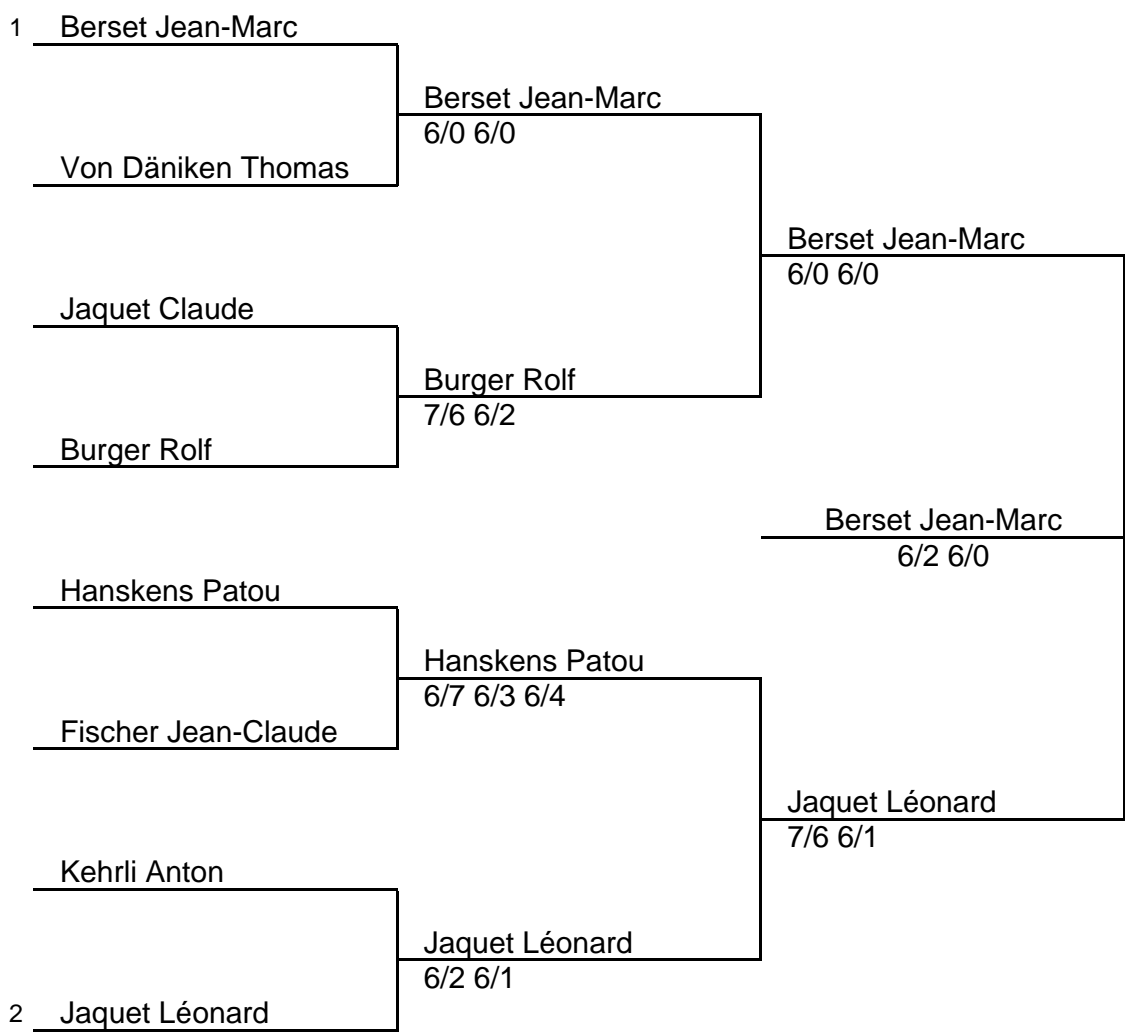 1 Berset Jean-Marc
Berset Jean-Marc
6/0 6/0
Von Däniken Thomas
Berset Jean-Marc
6/0 6/0
Jaquet Claude
Burger Rolf
7/6 6/2
Burger Rolf
Berset Jean-Marc
6/2 6/0
Hanskens Patou
Hanskens Patou
6/7 6/3 6/4
Fischer Jean-Claude
Jaquet Léonard
7/6 6/1
Kehrli Anton
Jaquet Léonard
6/2 6/1
2 Jaquet Léonard